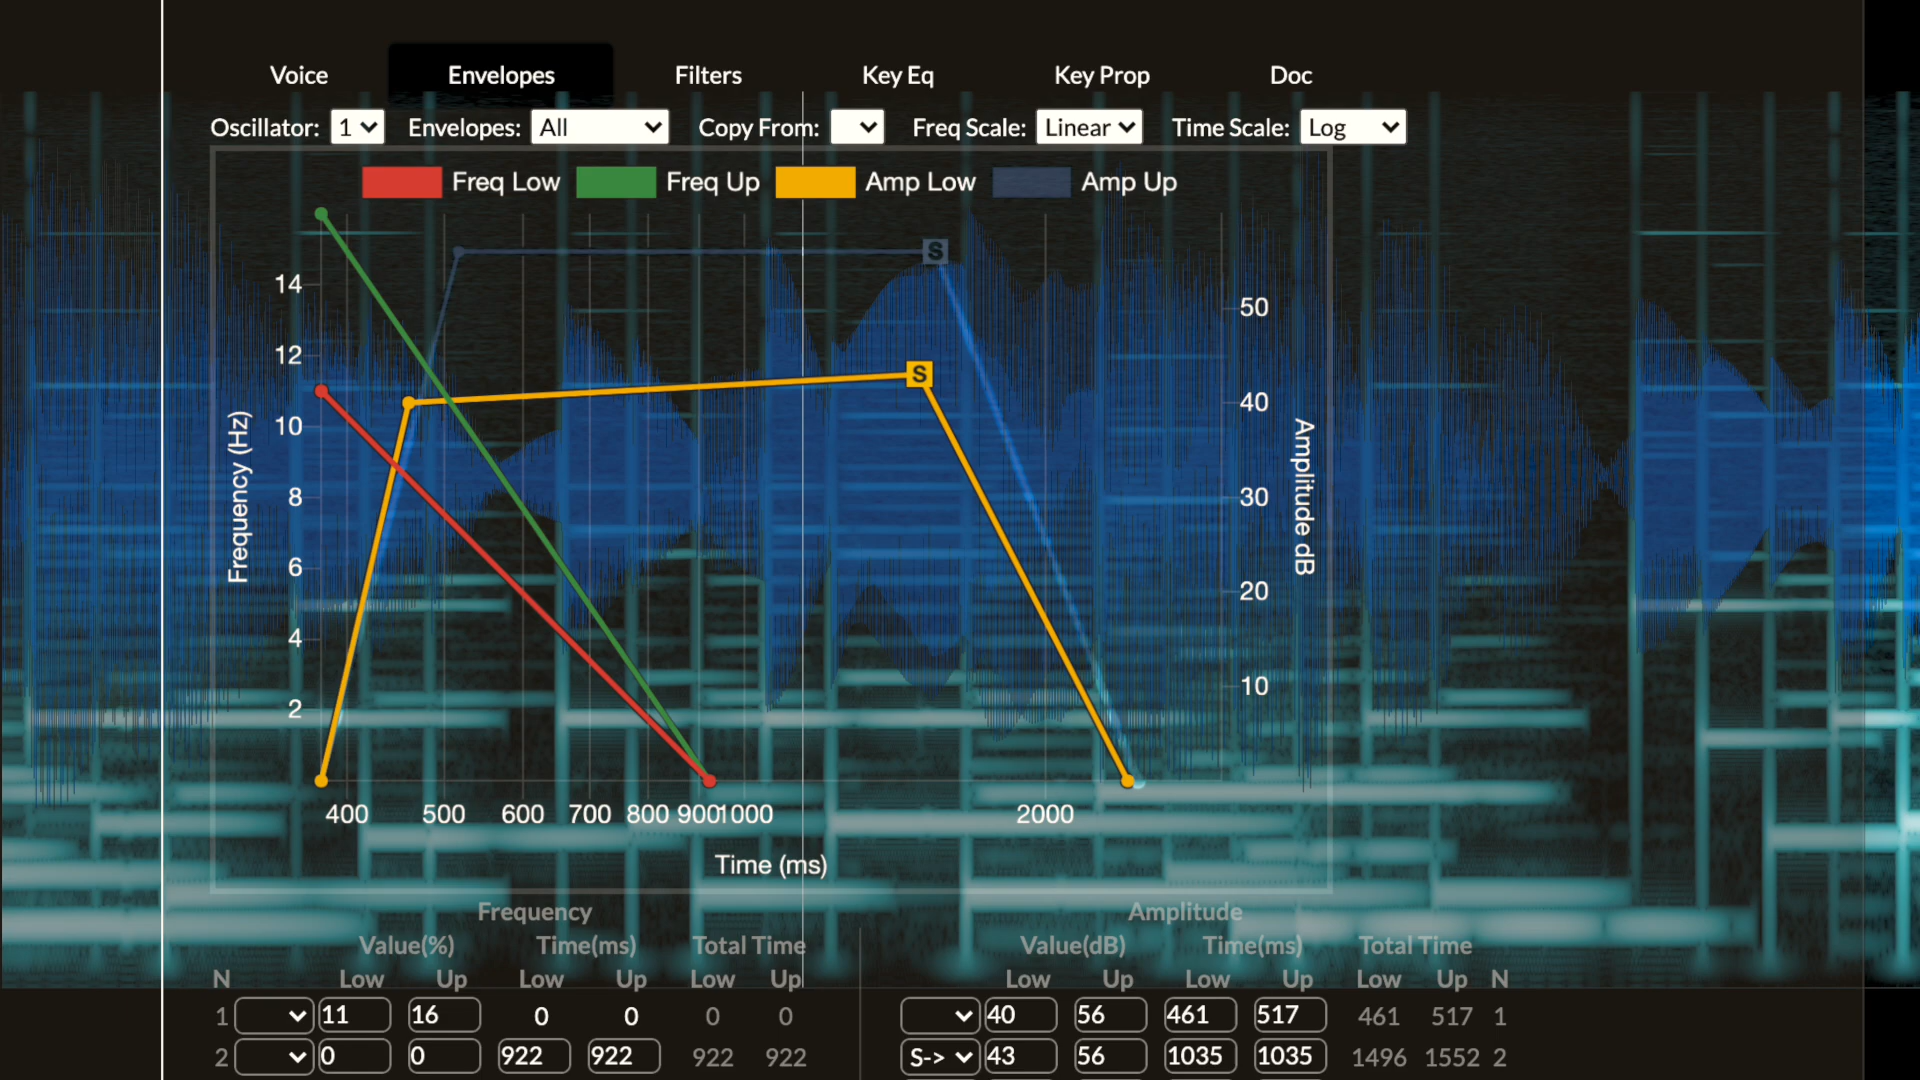 Voice Envelopes Filters Key Eq Key Prop Doc
Oscillator: 1 Envelopes: All Copy From: Freq Scale: Linear Time Scale: Log
Freq Low Freq Up Amp Low Amp Up
S
S
14
12
10
8
6
4
2
Frequency (Hz)
50
40
30
20
10
Amplitude dB
400 500 600 700 800 900 1000 2000
Time (ms)
Frequency Amplitude
Value(%) Time(ms) Total Time Value(dB) Time(ms) Total Time
N Low Up Low Up Low Up Low Up Low Up Low Up N
1 11 16 0 0 0 0 40 56 461 517 461 517 1
2 0 0 922 922 922 922 S-> 43 56 1035 1035 1496 1552 2